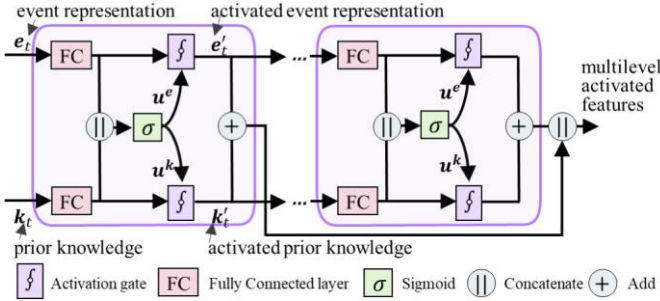 event representation
activated event representation
e_t
FC
∮
e'_t
...
FC
∮
u^e
u^e
multilevel
activated
features
||
σ
+
||
σ
+
||
u^k
u^k
FC
∮
...
FC
∮
k_t
k'_t
prior knowledge
activated prior knowledge
∮ Activation gate FC Fully Connected layer σ Sigmoid || Concatenate + Add